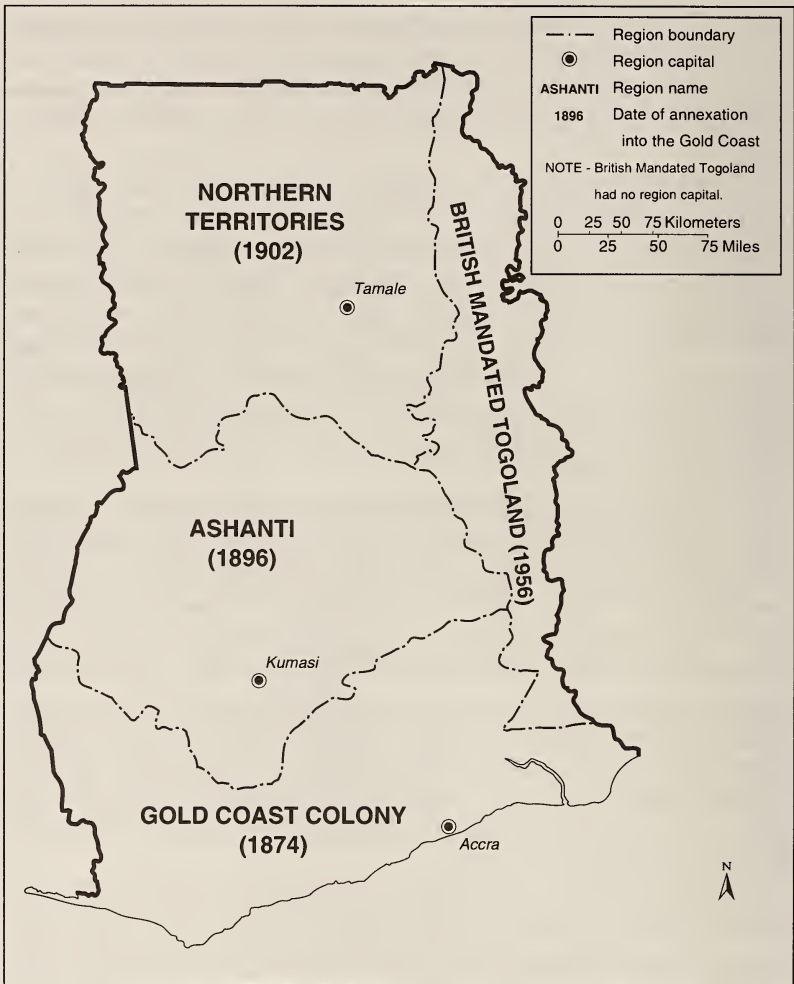 Region boundary
Region capital
ASHANTI Region name
1896 Date of annexation
into the Gold Coast
NOTE - British Mandated Togoland
had no region capital.
0 25 50 75 Kilometers
0 25 50 75 Miles
NORTHERN
TERRITORIES
(1902)
Tamale
BRITISH MANDATED TOGOLAND (1956)
ASHANTI
(1896)
Kumasi
GOLD COAST COLONY
(1874)
Accra
N